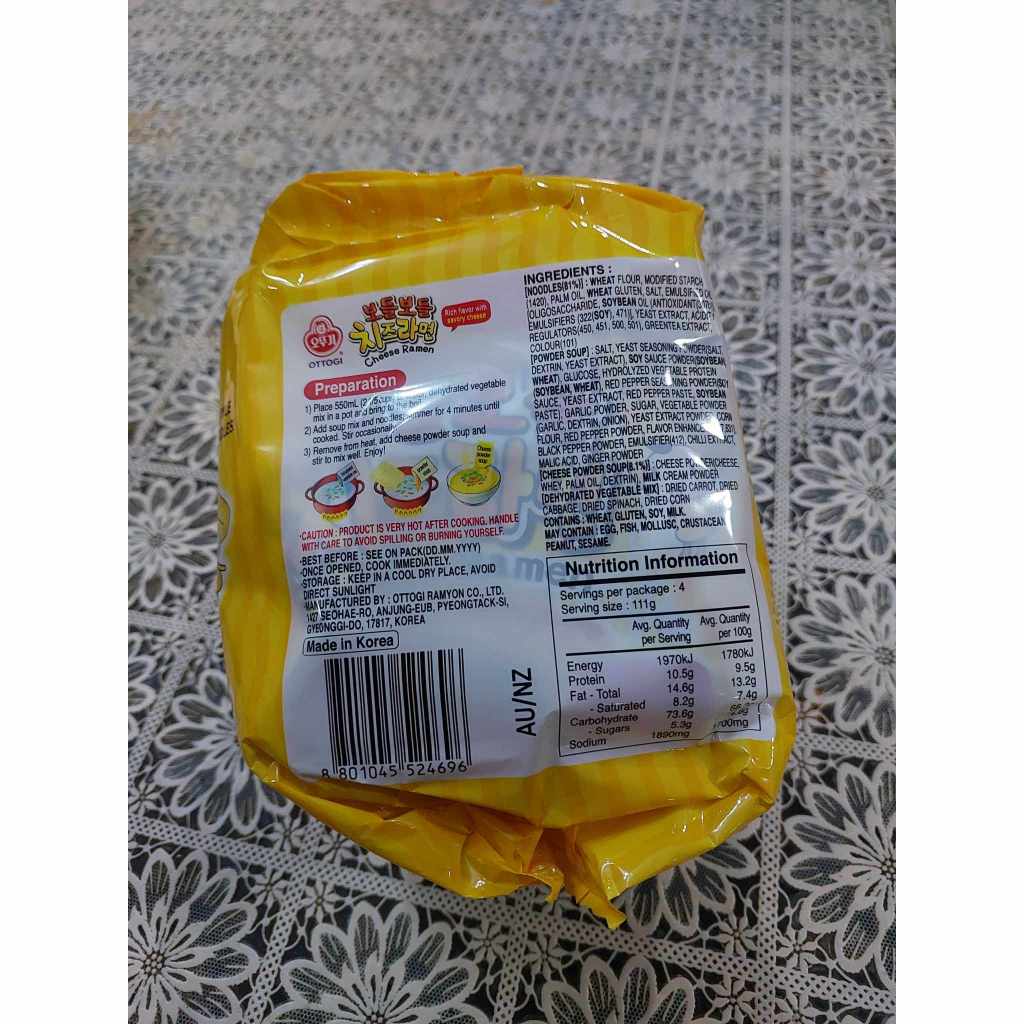 보들보들
치즈라면
Cheese Ramen
Rich flavor with
savory cheese
오뚜기
OTTOGI
Preparation
1) Place 550mL dehydrated vegetable
mix in a pot and bring to the boil.
2) Add soup mix and noodles, simmer for 4 minutes until
cooked. Stir occasionally.
3) Remove from heat, add cheese powder soup and
stir to mix well. Enjoy!
•CAUTION : PRODUCT IS VERY HOT AFTER COOKING. HANDLE
WITH CARE TO AVOID SPILLING OR BURNING YOURSELF.
•BEST BEFORE : SEE ON PACK(DD.MM.YYYY)
•ONCE OPENED, COOK IMMEDIATELY.
•STORAGE : KEEP IN A COOL DRY PLACE, AVOID
DIRECT SUNLIGHT
•MANUFACTURED BY : OTTOGI RAMYON CO., LTD.
1427 SEOHAE-RO, ANJUNG-EUB, PYEONGTACK-SI,
GYEONGGI-DO, 17817, KOREA
Made in Korea
8 801045 524696
AU/NZ
INGREDIENTS :
[NOODLES(81%)] : WHEAT FLOUR, MODIFIED STARCH
(1420), PALM OIL, WHEAT GLUTEN, SALT, EMULSIFIED OIL
[OLIGOSACCHARIDE, SOYBEAN OIL (ANTIOXIDANT
EMULSIFIERS (322(SOY), 471)], YEAST EXTRACT, ACIDITY
REGULATORS(450, 451, 500, 501), GREENTEA EXTRACT,
COLOUR(101)
[POWDER SOUP] : SALT, YEAST SEASONING POWDER(SALT,
DEXTRIN, YEAST EXTRACT), SOY SAUCE POWDER(SOYBEAN,
WHEAT), GLUCOSE, HYDROLYZED VEGETABLE PROTEIN
(SOYBEAN, WHEAT), RED PEPPER SEASONING POWDER(SOY
SAUCE, YEAST EXTRACT, RED PEPPER PASTE, SOYBEAN
PASTE), GARLIC POWDER, SUGAR, VEGETABLE POWDER
(GARLIC, DEXTRIN, ONION), YEAST EXTRACT POWDER, CORN
FLOUR, RED PEPPER POWDER, FLAVOR ENHANCER
BLACK PEPPER POWDER, EMULSIFIER(412), CHILLI EXTRACT,
MALIC ACID, GINGER POWDER
[CHEESE POWDER SOUP(8.1%)] : CHEESE POWDER(CHEESE,
WHEY, PALM OIL, DEXTRIN), MILK CREAM POWDER
[DEHYDRATED VEGETABLE MIX] : DRIED CARROT, DRIED
CABBAGE, DRIED SPINACH, DRIED CORN
CONTAINS : WHEAT, GLUTEN, SOY, MILK.
MAY CONTAIN : EGG, FISH, MOLLUSC, CRUSTACEAN,
PEANUT, SESAME.
Nutrition Information
Servings per package : 4
Serving size : 111g
Avg. Quantity per Serving Avg. Quantity per 100g
Energy 1970kJ 1780kJ
Protein 10.5g 9.5g
Fat - Total 14.6g 13.2g
- Saturated 8.2g 7.4g
Carbohydrate 73.6g
- Sugars 5.3g
Sodium 1890mg